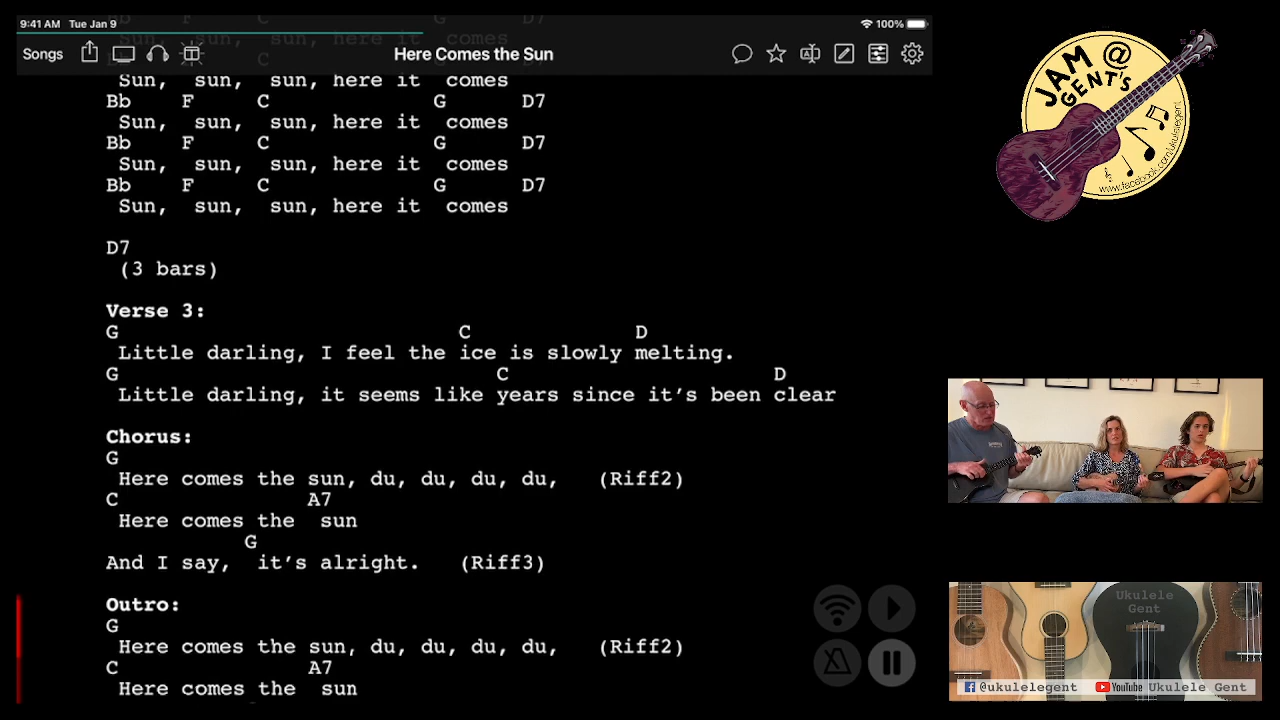 9:41 AM Tue Jan 9
100%
Songs
Here Comes the Sun
Sun, sun, sun, here it comes
Bb F C G D7
Sun, sun, sun, here it comes
Bb F C G D7
Sun, sun, sun, here it comes
Bb F C G D7
Sun, sun, sun, here it comes
D7
(3 bars)
Verse 3:
G C D
Little darling, I feel the ice is slowly melting.
G C D
Little darling, it seems like years since it’s been clear
Chorus:
G
Here comes the sun, du, du, du, du, (Riff2)
C A7
Here comes the sun
G
And I say, it’s alright. (Riff3)
Outro:
G
Here comes the sun, du, du, du, du, (Riff2)
C A7
Here comes the sun
JAM @
GENT'S
www.facebook.com/ukulelegent
Ukulele
Gent
@ukulelegent YouTube Ukulele Gent